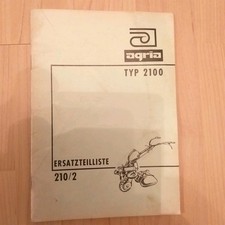 agria
TYP 2100
ERSATZTEILLISTE
210/2